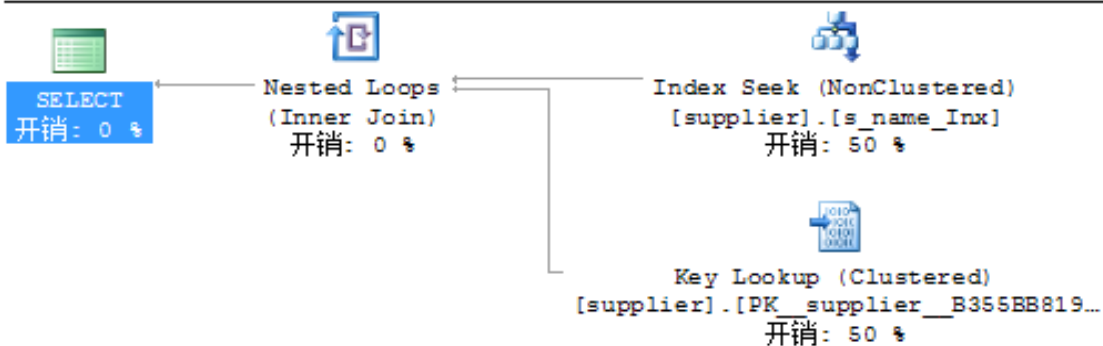 SELECT
开销: 0 %
Nested Loops
(Inner Join)
开销: 0 %
Index Seek (NonClustered)
[supplier].[s_name_Inx]
开销: 50 %
Key Lookup (Clustered)
[supplier].[PK__supplier__B355BB819…
开销: 50 %